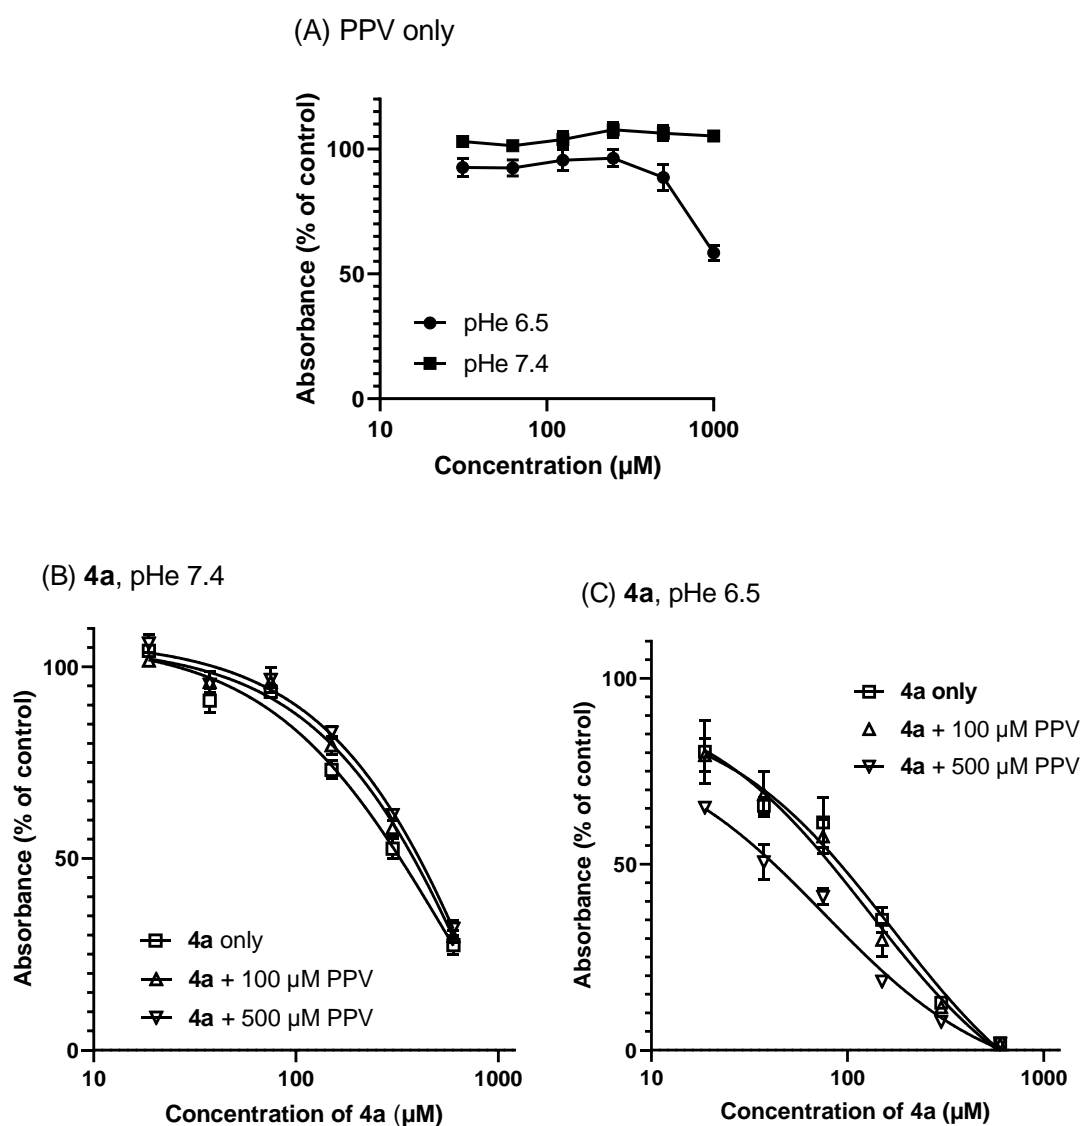 (A) PPV only
Absorbance (% of control)
100
50
0
pHe 6.5
pHe 7.4
10
100
1000
Concentration (µM)
(B) 4a, pHe 7.4
Absorbance (% of control)
100
50
0
4a only
4a + 100 µM PPV
4a + 500 µM PPV
10
100
1000
Concentration of 4a (µM)
(C) 4a, pHe 6.5
Absorbance (% of control)
100
50
0
4a only
4a + 100 µM PPV
4a + 500 µM PPV
10
100
1000
Concentration of 4a (µM)